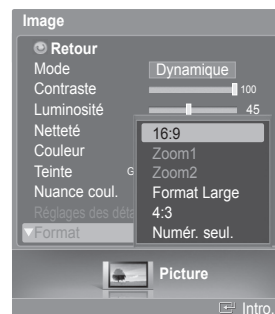 Image
Retour
Mode Dynamique
Contraste 100
Luminosité 45
Netteté
Couleur
Teinte G
Nuance coul.
Réglages des déta
Format
16:9
Zoom1
Zoom2
Format Large
4:3
Numér. seul.
Picture
Intro.